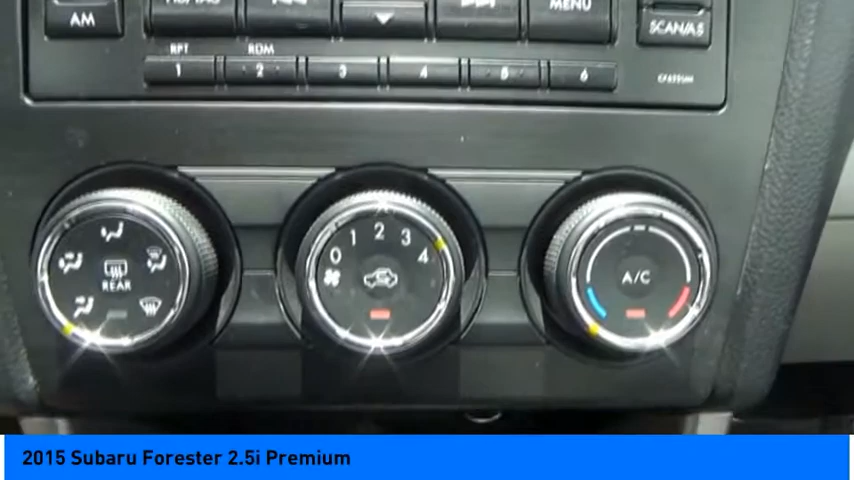 AM
MENU
SCAN/AS
RPT RDM
1 2 3 4 5 6
0 1 2 3 4
REAR
A/C
2015 Subaru Forester 2.5i Premium